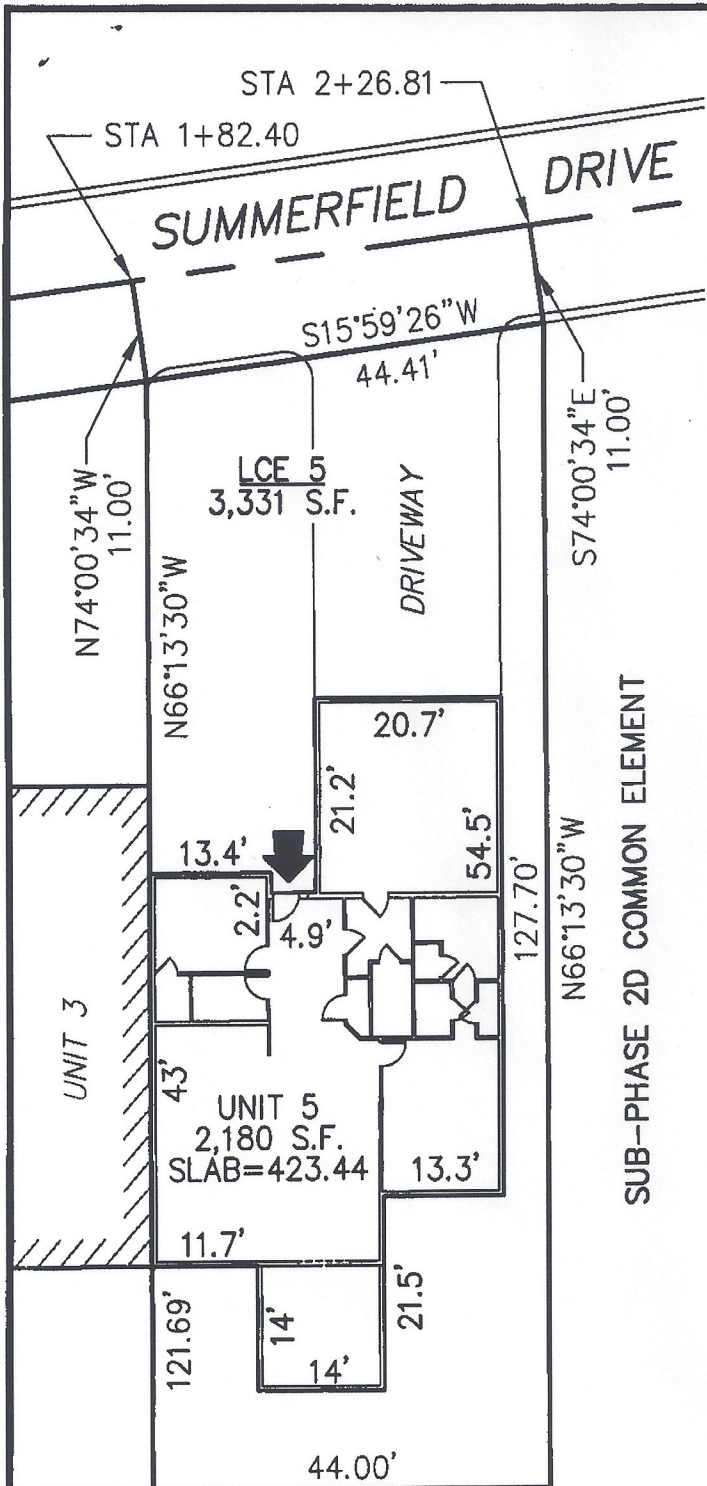 STA 2+26.81
STA 1+82.40
SUMMERFIELD DRIVE
S15°59'26"W
44.41'
S74°00'34"E
11.00'
N74°00'34"W
11.00'
LCE 5
3,331 S.F.
DRIVEWAY
N66°13'30"W
20.7'
21.2'
54.5'
127.70'
N66°13'30"W
SUB-PHASE 2D COMMON ELEMENT
13.4'
2.2'
4.9'
UNIT 3
43'
UNIT 5
2,180 S.F.
SLAB=423.44
13.3'
11.7'
21.5'
121.69'
14'
14'
44.00'